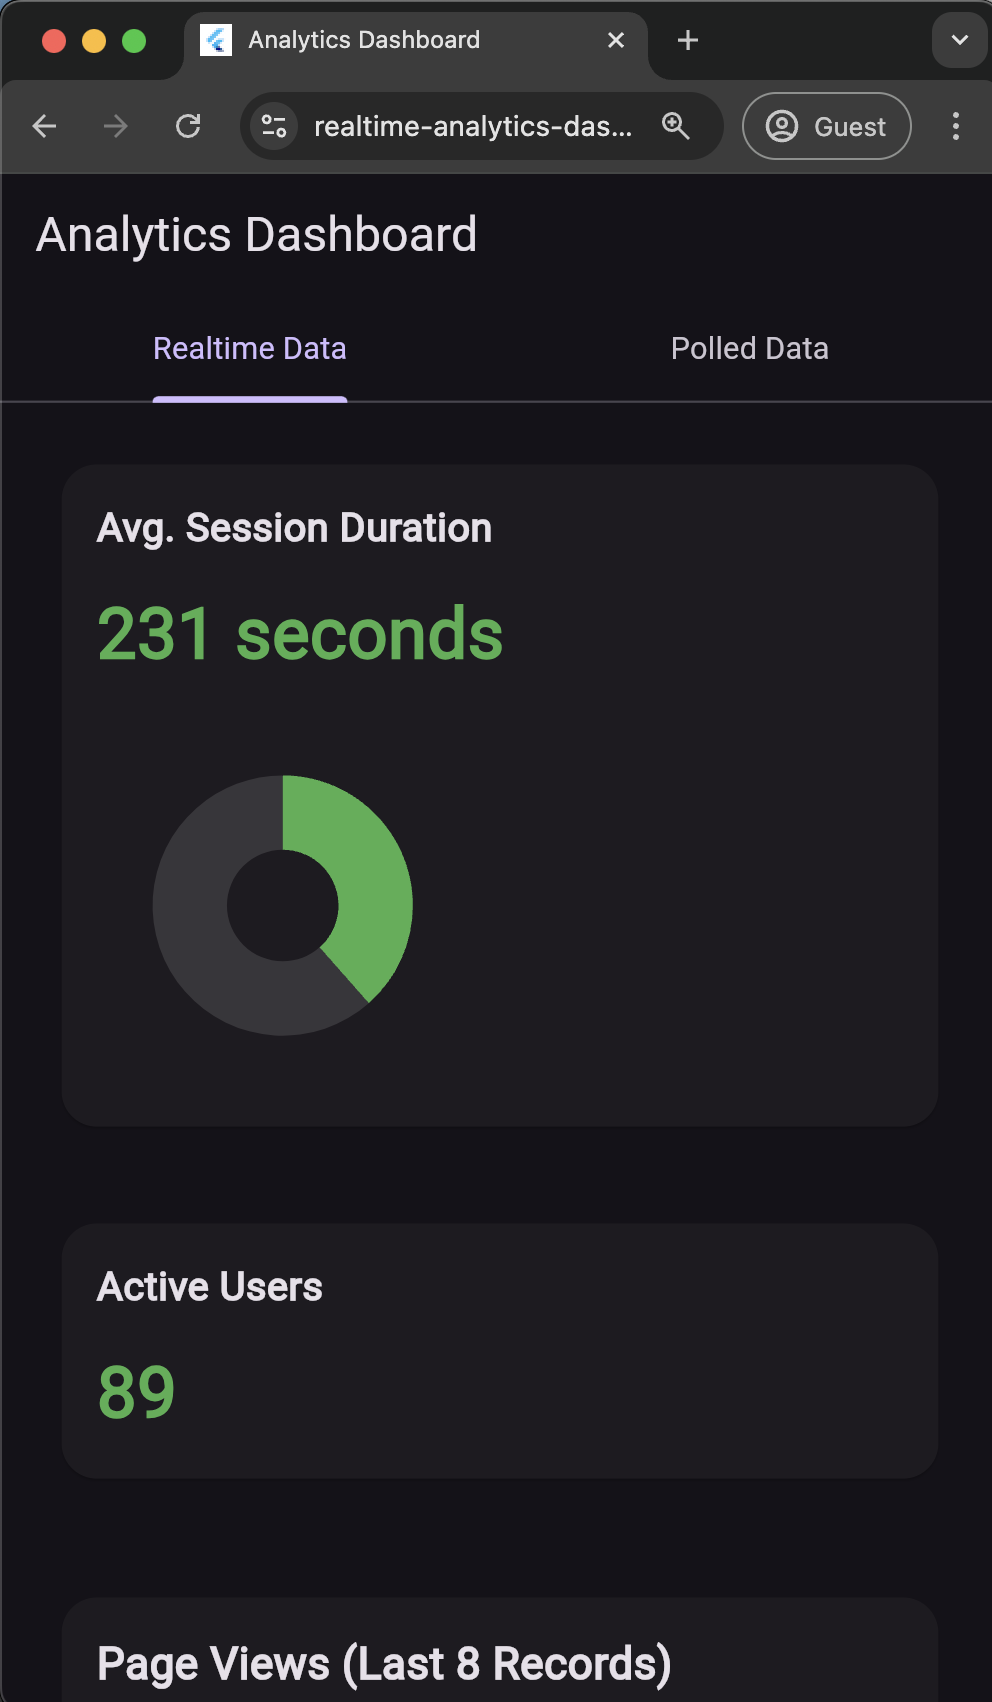 Analytics Dashboard
realtime-analytics-das...
Guest
Analytics Dashboard
Realtime Data
Polled Data
Avg. Session Duration
231 seconds
Active Users
89
Page Views (Last 8 Records)